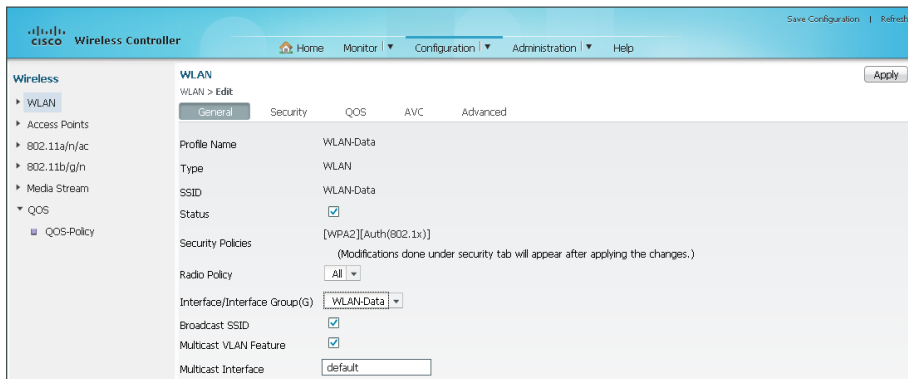 Save Configuration | Refresh
CISCO Wireless Controller
Home Monitor Configuration Administration Help
Wireless
WLAN
Access Points
802.11a/n/ac
802.11b/g/n
Media Stream
QOS
QOS-Policy
WLAN
Apply
WLAN > Edit
General Security QOS AVC Advanced
Profile Name WLAN-Data
Type WLAN
SSID WLAN-Data
Status
Security Policies [WPA2][Auth(802.1x)]
(Modifications done under security tab will appear after applying the changes.)
Radio Policy All
Interface/Interface Group(G) WLAN-Data
Broadcast SSID
Multicast VLAN Feature
Multicast Interface default